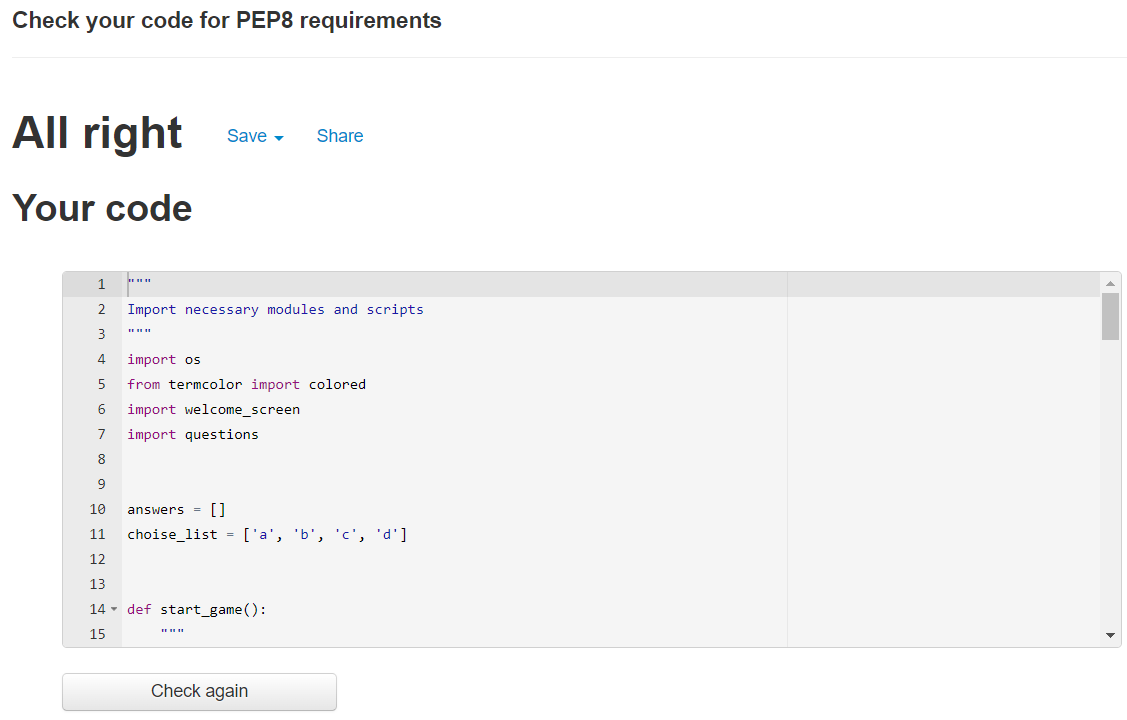 Check your code for PEP8 requirements
All right Save Share
Your code
1 """
2 Import necessary modules and scripts
3 """
4 import os
5 from termcolor import colored
6 import welcome_screen
7 import questions
8
9
10 answers = []
11 choise_list = ['a', 'b', 'c', 'd']
12
13
14 def start_game():
15     """
Check again